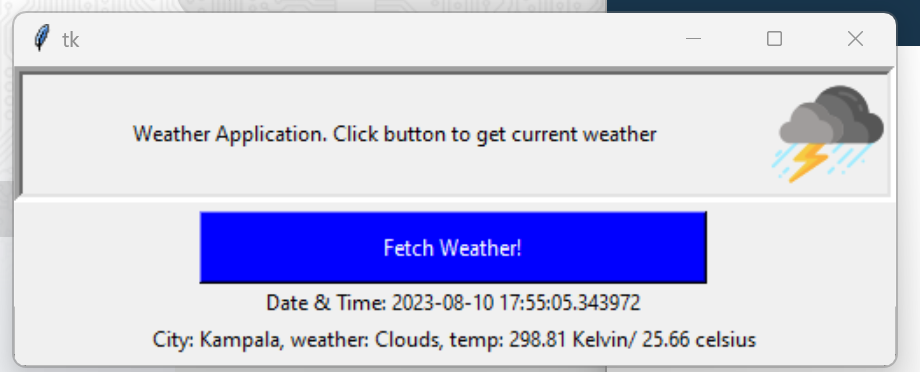 tk
Weather Application. Click button to get current weather
Fetch Weather!
Date & Time: 2023-08-10 17:55:05.343972
City: Kampala, weather: Clouds, temp: 298.81 Kelvin/ 25.66 celsius